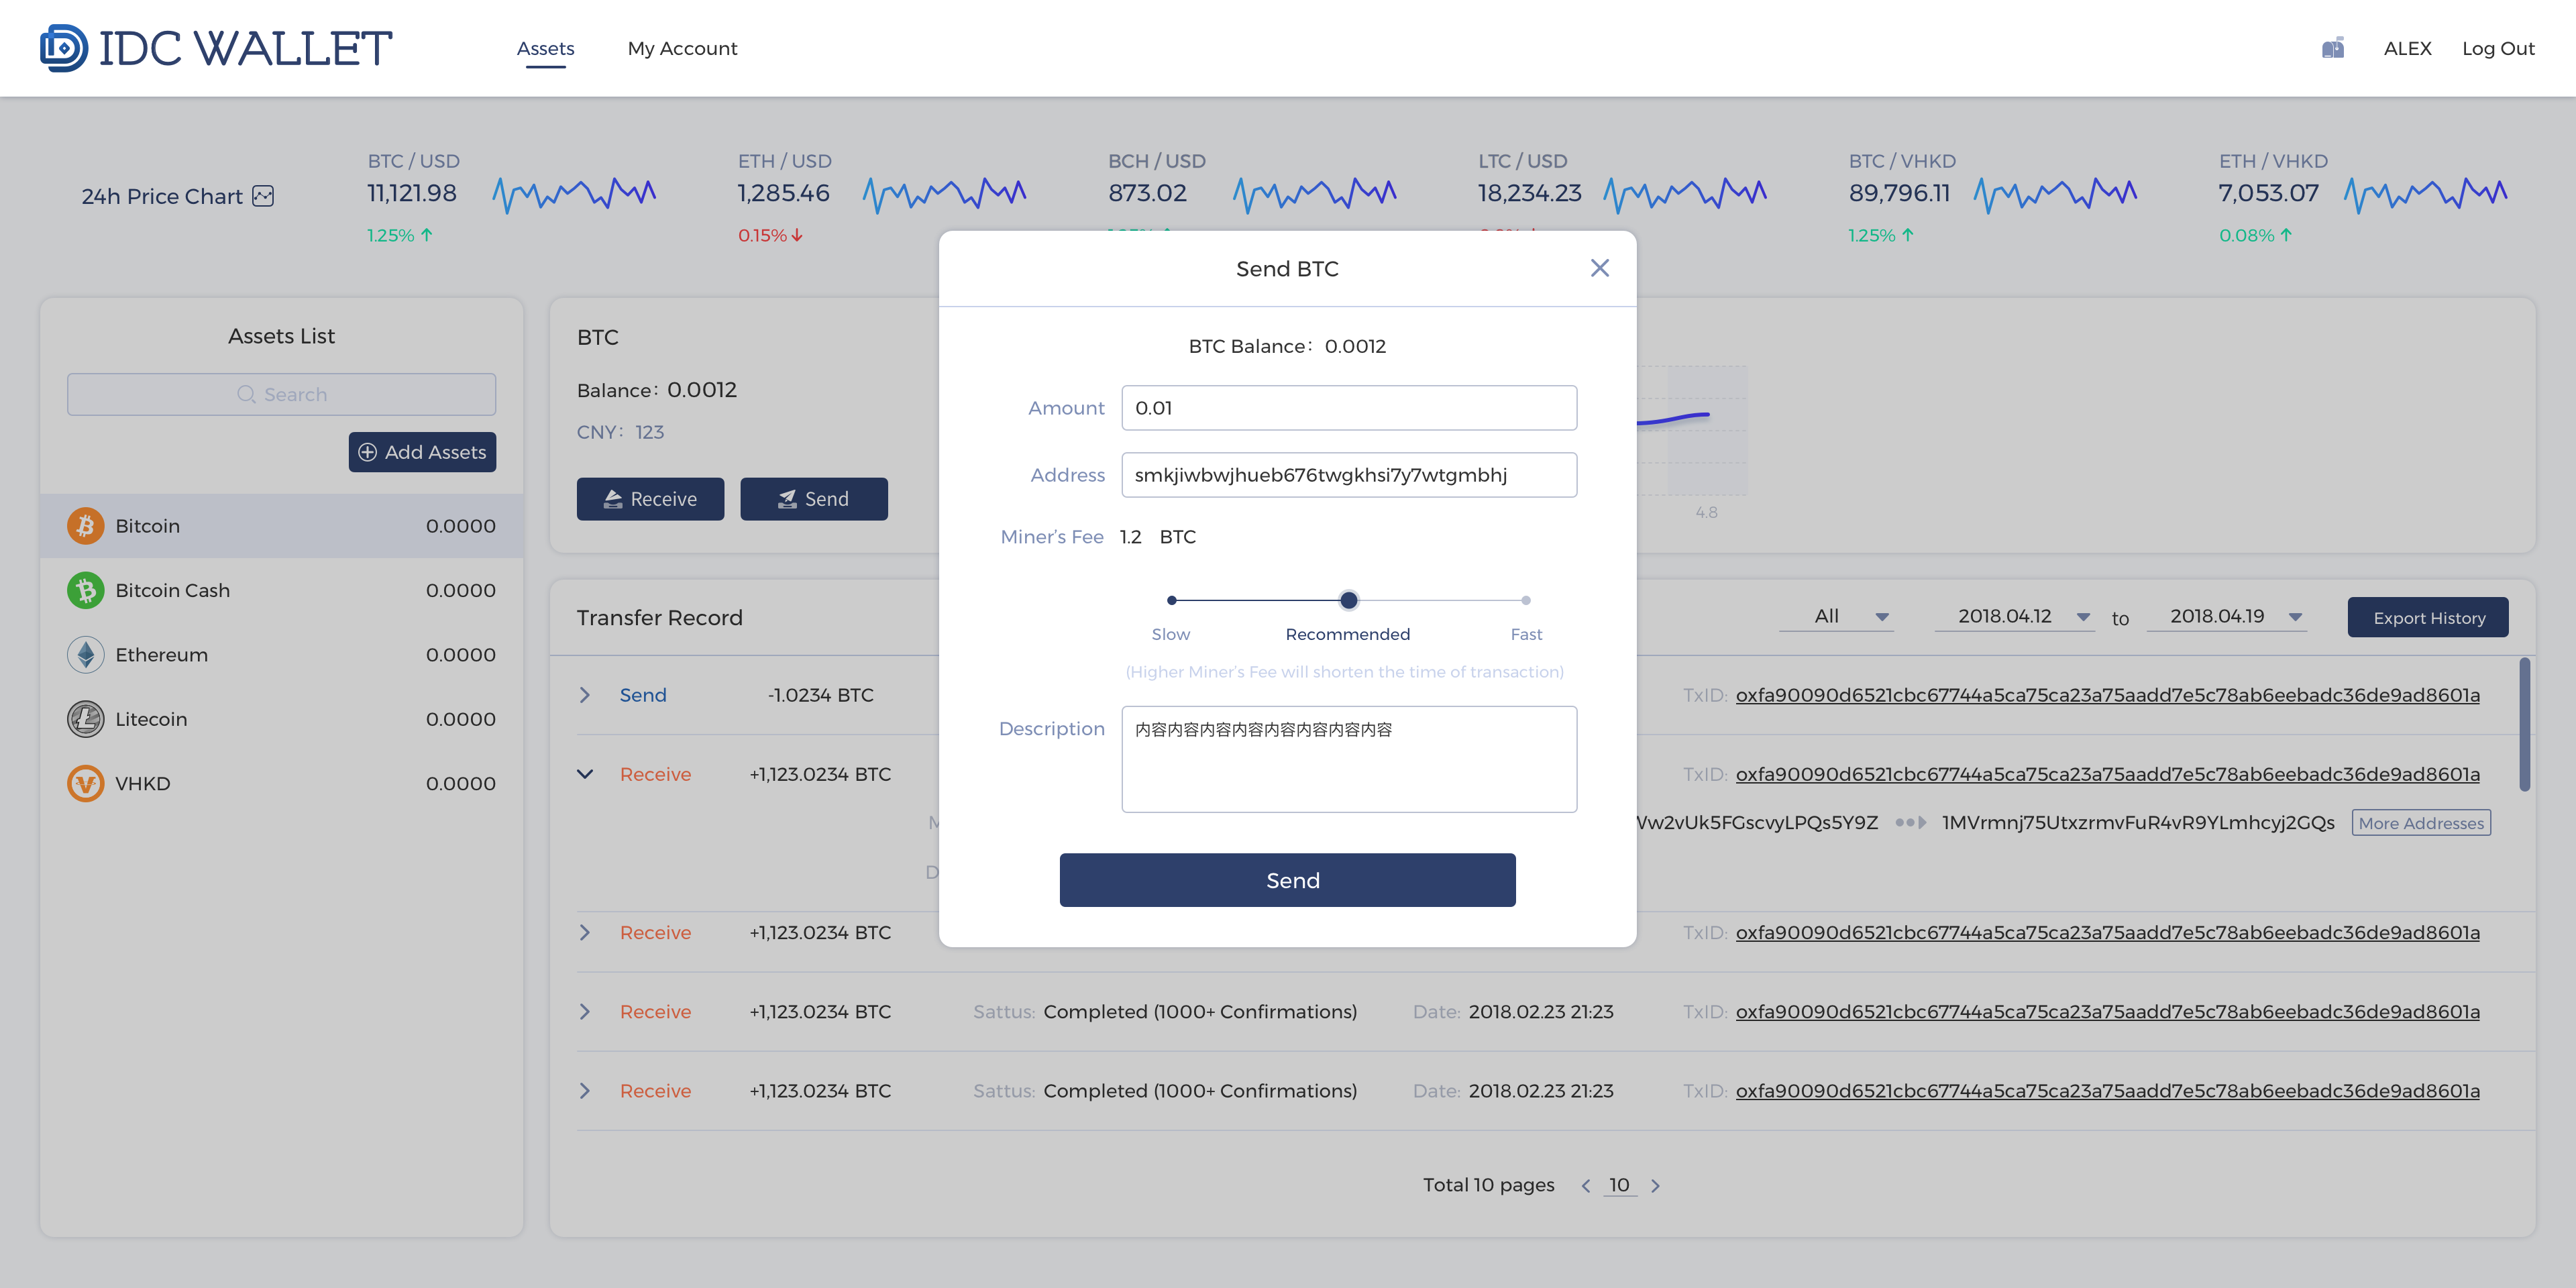 IDC WALLET
Assets
My Account
ALEX
Log Out
24h Price Chart
BTC / USD
11,121.98
1.25%
ETH / USD
1,285.46
0.15%
BCH / USD
873.02
LTC / USD
18,234.23
BTC / VHKD
89,796.11
1.25%
ETH / VHKD
7,053.07
0.08%
Assets List
Search
Add Assets
Bitcoin 0.0000
Bitcoin Cash 0.0000
Ethereum 0.0000
Litecoin 0.0000
VHKD 0.0000
BTC
Balance: 0.0012
CNY: 123
Receive
Send
4.8
Send BTC
BTC Balance: 0.0012
Amount 0.01
Address smkjiwbwjhueb676twgkhsi7y7wtgmbhj
Miner's Fee 1.2 BTC
Slow Recommended Fast
(Higher Miner's Fee will shorten the time of transaction)
Description 内容内容内容内容内容内容内容内容
Send
Transfer Record
All 2018.04.12 to 2018.04.19 Export History
Send -1.0234 BTC TxID: oxfa90090d6521cbc67744a5ca75ca23a75aadd7e5c78ab6eebadc36de9ad8601a
Receive +1,123.0234 BTC TxID: oxfa90090d6521cbc67744a5ca75ca23a75aadd7e5c78ab6eebadc36de9ad8601a
w2vUk5FGscvyLPQs5Y9Z 1MVrmnj75UtxzrmvFuR4vR9YLmhcyj2GQs More Addresses
Receive +1,123.0234 BTC TxID: oxfa90090d6521cbc67744a5ca75ca23a75aadd7e5c78ab6eebadc36de9ad8601a
Receive +1,123.0234 BTC Sattus: Completed (1000+ Confirmations) Date: 2018.02.23 21:23 TxID: oxfa90090d6521cbc67744a5ca75ca23a75aadd7e5c78ab6eebadc36de9ad8601a
Receive +1,123.0234 BTC Sattus: Completed (1000+ Confirmations) Date: 2018.02.23 21:23 TxID: oxfa90090d6521cbc67744a5ca75ca23a75aadd7e5c78ab6eebadc36de9ad8601a
Total 10 pages 10